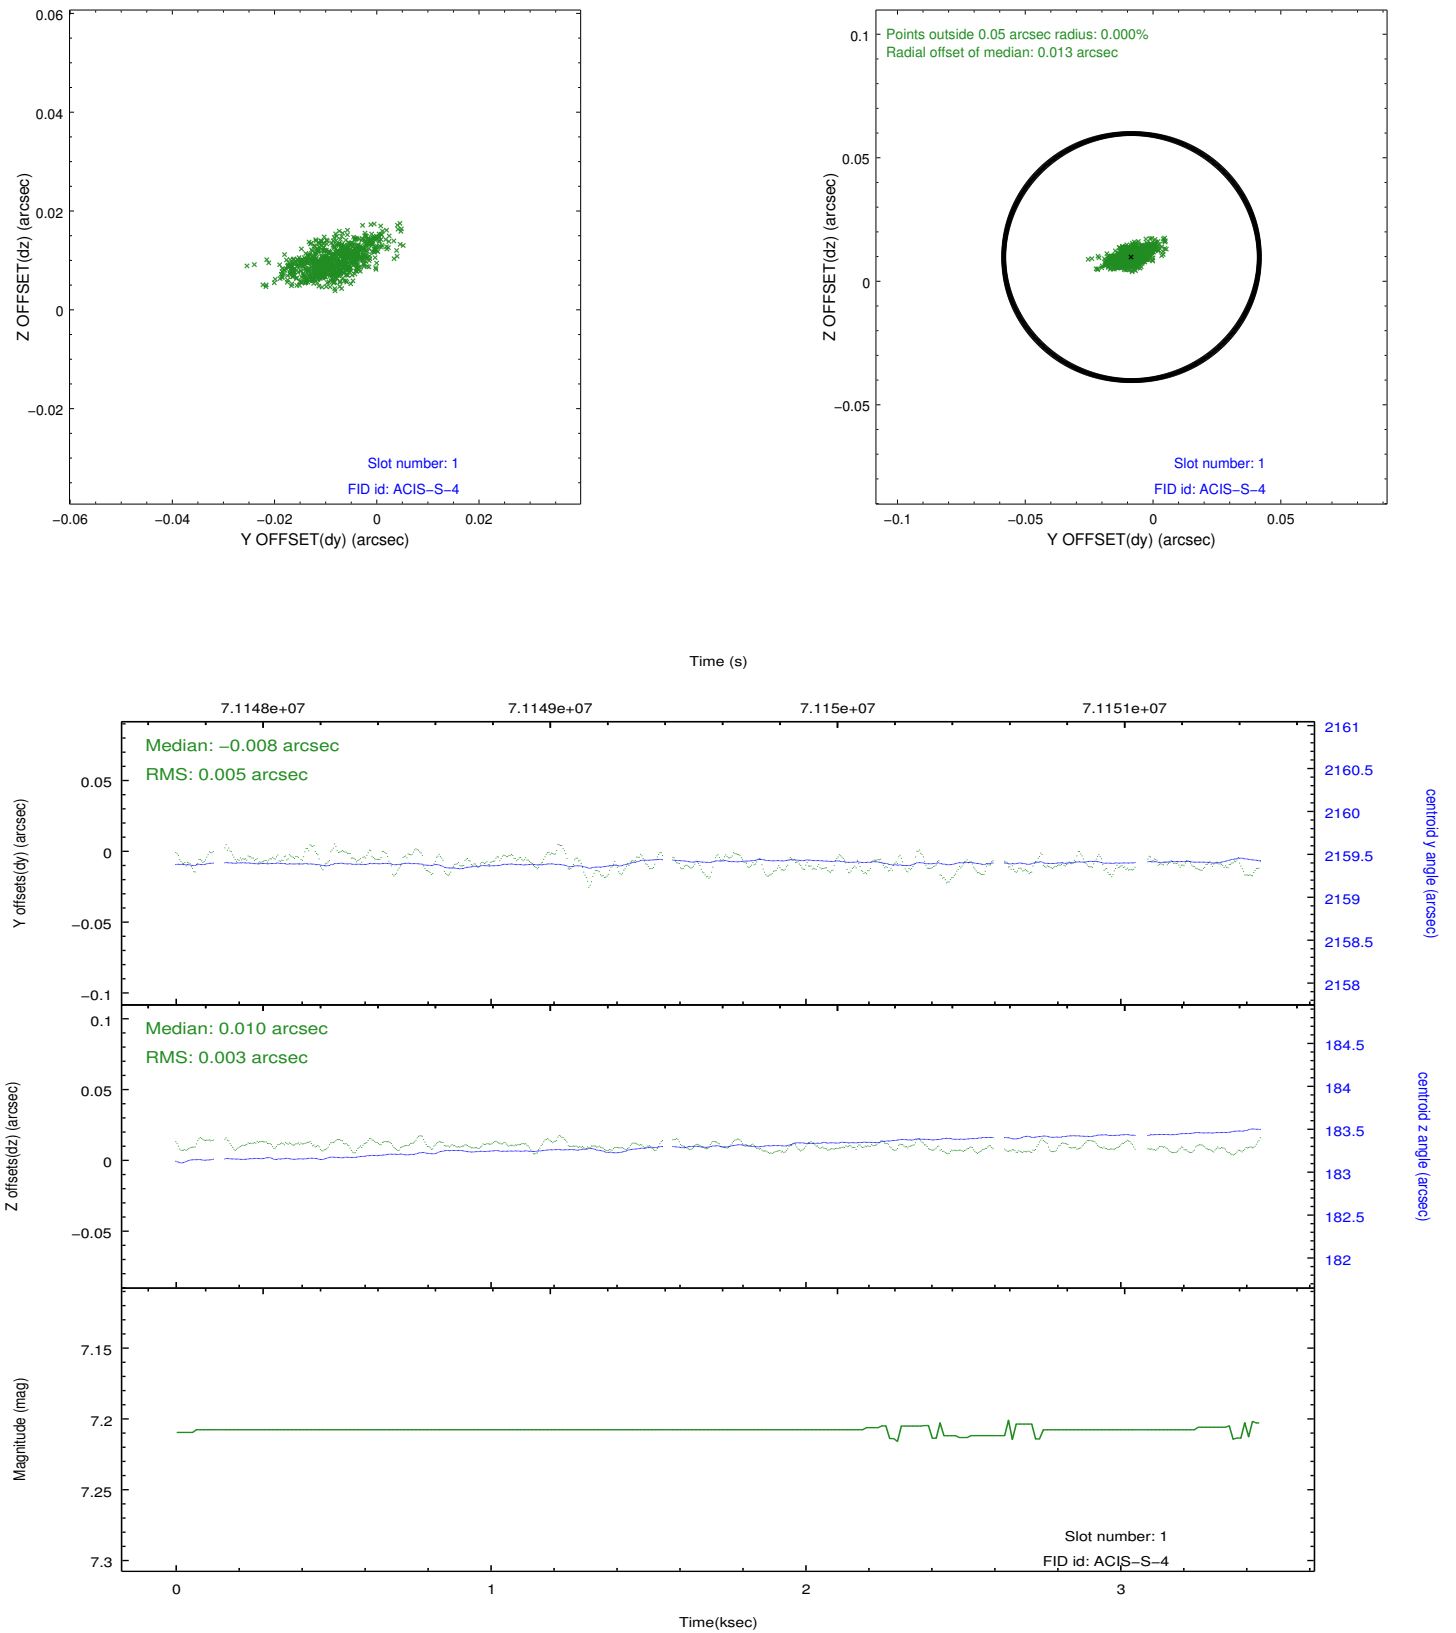 0.06
0.04
0.02
0
−0.02
Z OFFSET(dz) (arcsec)
Slot number: 1
FID id: ACIS−S−4
−0.06
−0.04
−0.02
0
0.02
Y OFFSET(dy) (arcsec)
Points outside 0.05 arcsec radius: 0.000%
Radial offset of median: 0.013 arcsec
0.1
0.05
0
−0.05
Z OFFSET(dz) (arcsec)
Slot number: 1
FID id: ACIS−S−4
−0.1
−0.05
0
0.05
Y OFFSET(dy) (arcsec)
Time (s)
7.1148e+07
7.1149e+07
7.115e+07
7.1151e+07
Median: −0.008 arcsec
RMS: 0.005 arcsec
0.05
0
−0.05
−0.1
Y offsets(dy) (arcsec)
2161
2160.5
2160
2159.5
2159
2158.5
2158
centroid y angle (arcsec)
Median: 0.010 arcsec
RMS: 0.003 arcsec
0.1
0.05
0
−0.05
Z offsets(dz) (arcsec)
184.5
184
183.5
183
182.5
182
centroid z angle (arcsec)
7.15
7.2
7.25
7.3
Magnitude (mag)
Slot number: 1
FID id: ACIS−S−4
0
1
2
3
Time(ksec)